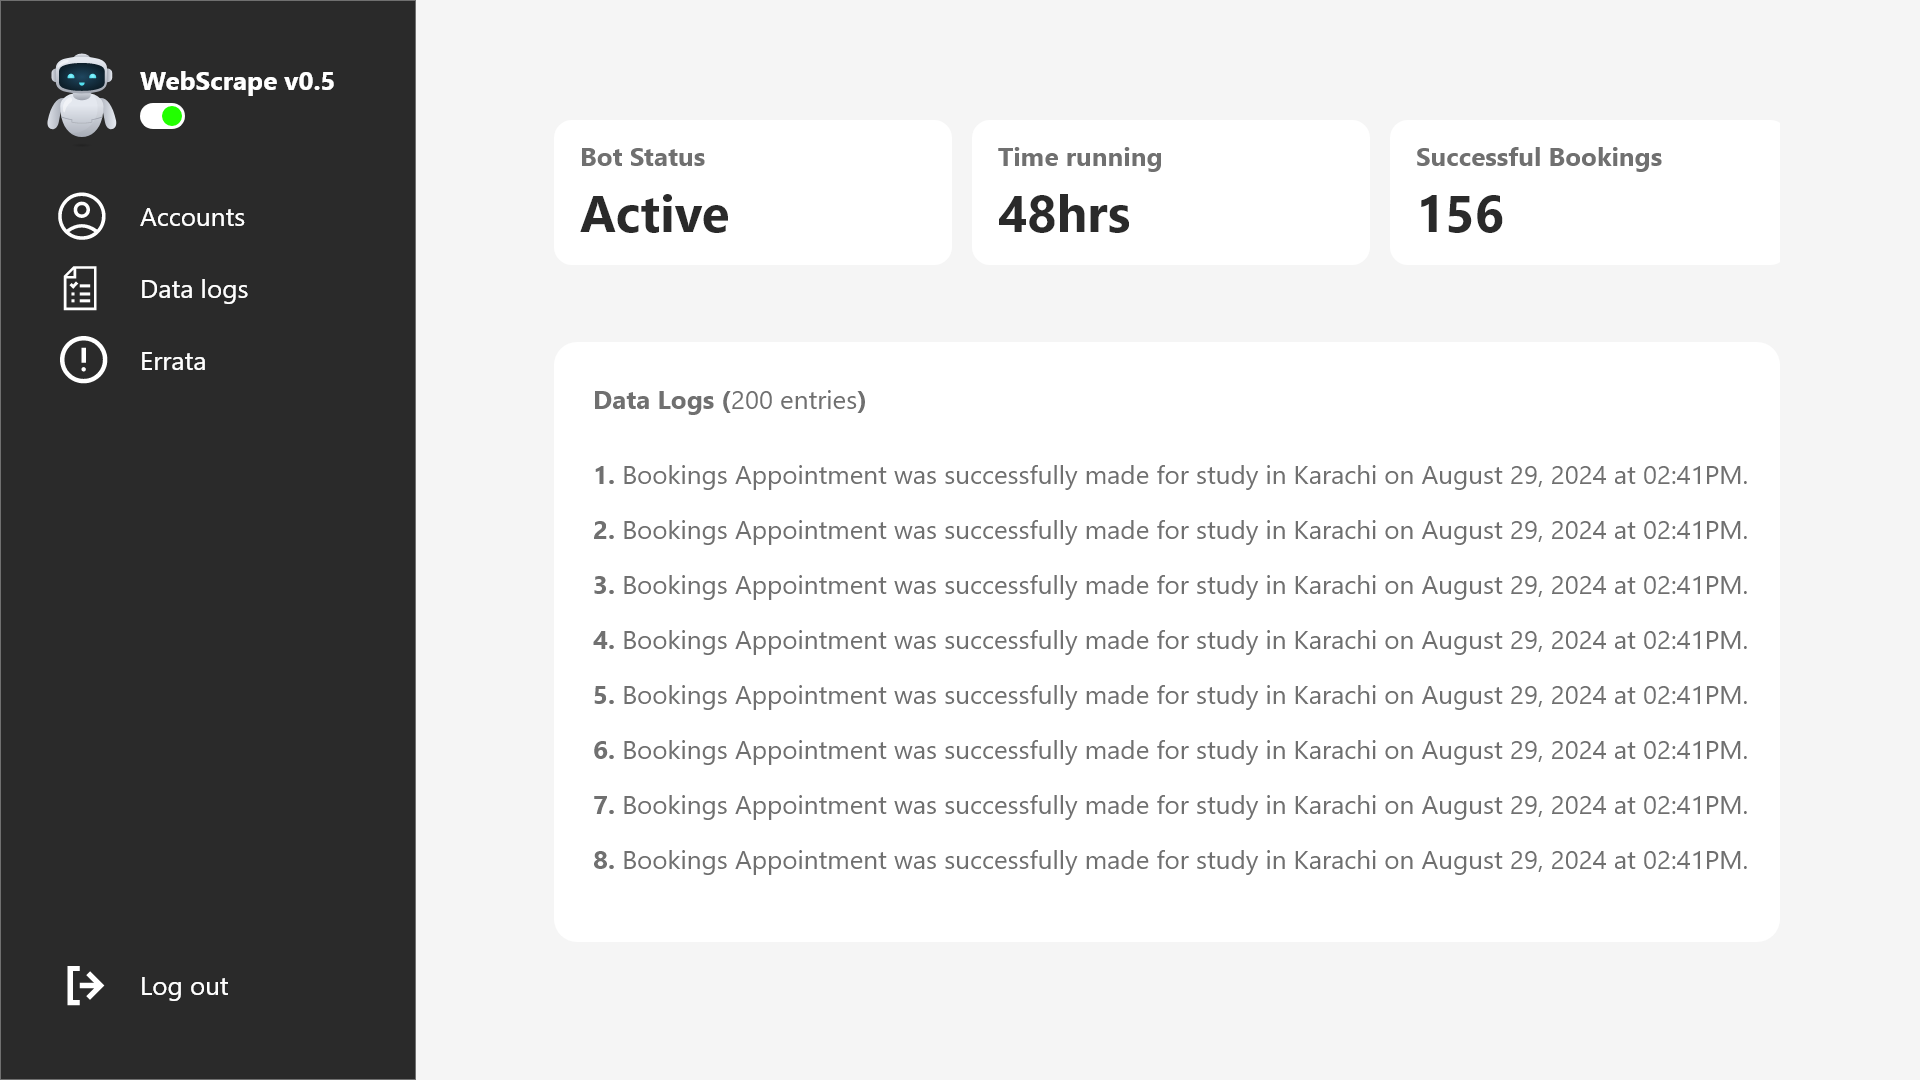 WebScrape v0.5
Accounts
Data logs
Errata
Log out
Bot Status
Active
Time running
48hrs
Successful Bookings
156
Data Logs (200 entries)
1. Bookings Appointment was successfully made for study in Karachi on August 29, 2024 at 02:41PM.
2. Bookings Appointment was successfully made for study in Karachi on August 29, 2024 at 02:41PM.
3. Bookings Appointment was successfully made for study in Karachi on August 29, 2024 at 02:41PM.
4. Bookings Appointment was successfully made for study in Karachi on August 29, 2024 at 02:41PM.
5. Bookings Appointment was successfully made for study in Karachi on August 29, 2024 at 02:41PM.
6. Bookings Appointment was successfully made for study in Karachi on August 29, 2024 at 02:41PM.
7. Bookings Appointment was successfully made for study in Karachi on August 29, 2024 at 02:41PM.
8. Bookings Appointment was successfully made for study in Karachi on August 29, 2024 at 02:41PM.